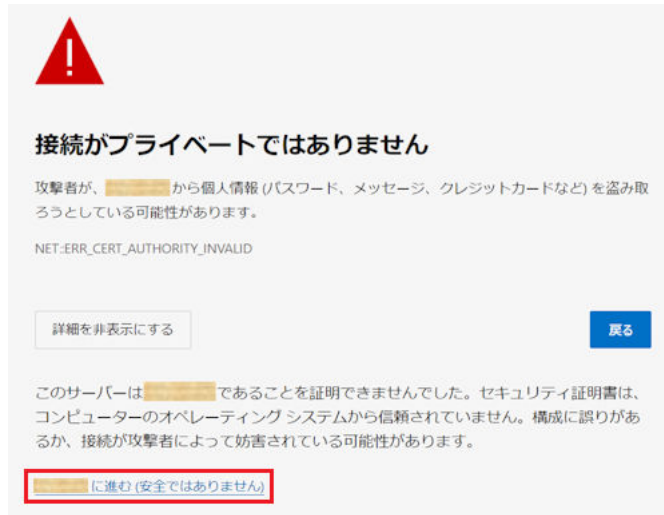 接続がプライベートではありません
攻撃者が、 から個人情報 (パスワード、メッセージ、クレジットカードなど) を盗み取
ろうとしている可能性があります。
NET::ERR_CERT_AUTHORITY_INVALID
詳細を非表示にする
戻る
このサーバーは であることを証明できませんでした。セキュリティ証明書は、
コンピューターのオペレーティング システムから信頼されていません。構成に誤りがあ
るか、接続が攻撃者によって妨害されている可能性があります。
に進む (安全ではありません)